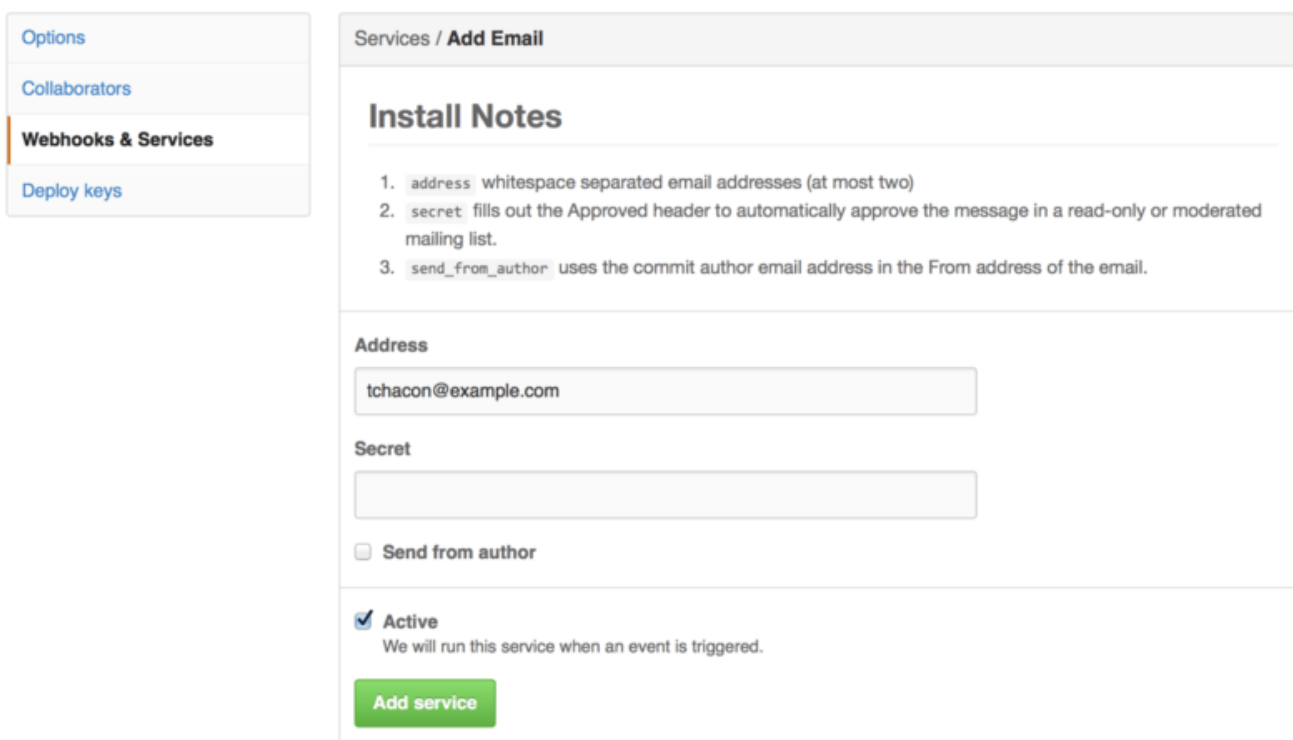 Options
Collaborators
Webhooks & Services
Deploy keys
Services / Add Email
Install Notes
1. address whitespace separated email addresses (at most two)
2. secret fills out the Approved header to automatically approve the message in a read-only or moderated
mailing list.
3. send_from_author uses the commit author email address in the From address of the email.
Address
tchacon@example.com
Secret
Send from author
Active
We will run this service when an event is triggered.
Add service